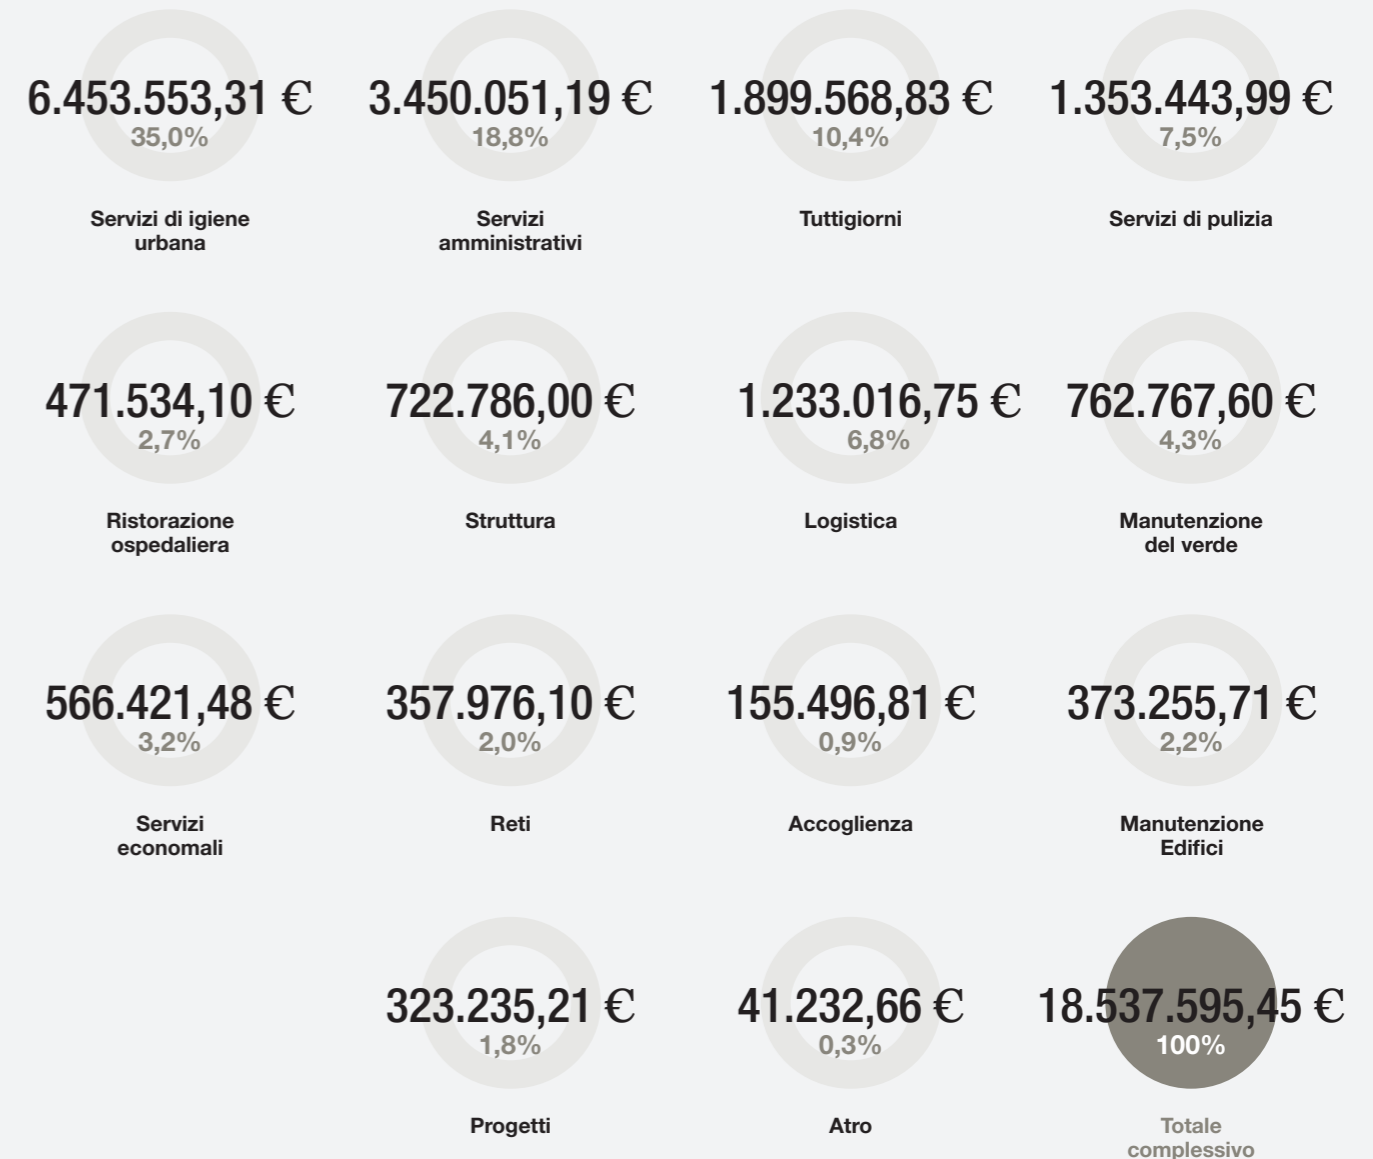 6.453.553,31 €
35,0%
Servizi di igiene
urbana
3.450.051,19 €
18,8%
Servizi
amministrativi
1.899.568,83 €
10,4%
Tuttigiorni
1.353.443,99 €
7,5%
Servizi di pulizia
471.534,10 €
2,7%
Ristorazione
ospedaliera
722.786,00 €
4,1%
Struttura
1.233.016,75 €
6,8%
Logistica
762.767,60 €
4,3%
Manutenzione
del verde
566.421,48 €
3,2%
Servizi
economali
357.976,10 €
2,0%
Reti
155.496,81 €
0,9%
Accoglienza
373.255,71 €
2,2%
Manutenzione
Edifici
323.235,21 €
1,8%
Progetti
41.232,66 €
0,3%
Atro
18.537.595,45 €
100%
Totale
complessivo